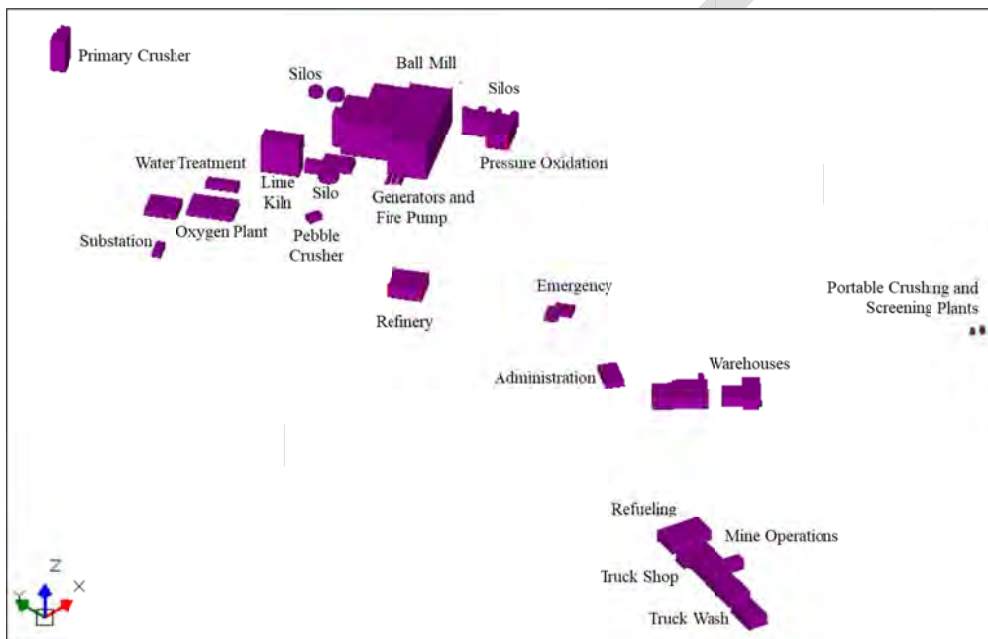 Primary Crusher
Ball Mill
Silos
Silos
Pressure Oxidation
Water Treatment
Lime
Kiln
Silo
Generators and
Fire Pump
Substation
Oxygen Plant
Pebble
Crusher
Refinery
Emergency
Portable Crushing and
Screening Plants
Administration
Warehouses
Refueling
Mine Operations
Truck Shop
Truck Wash
Z
X
Y